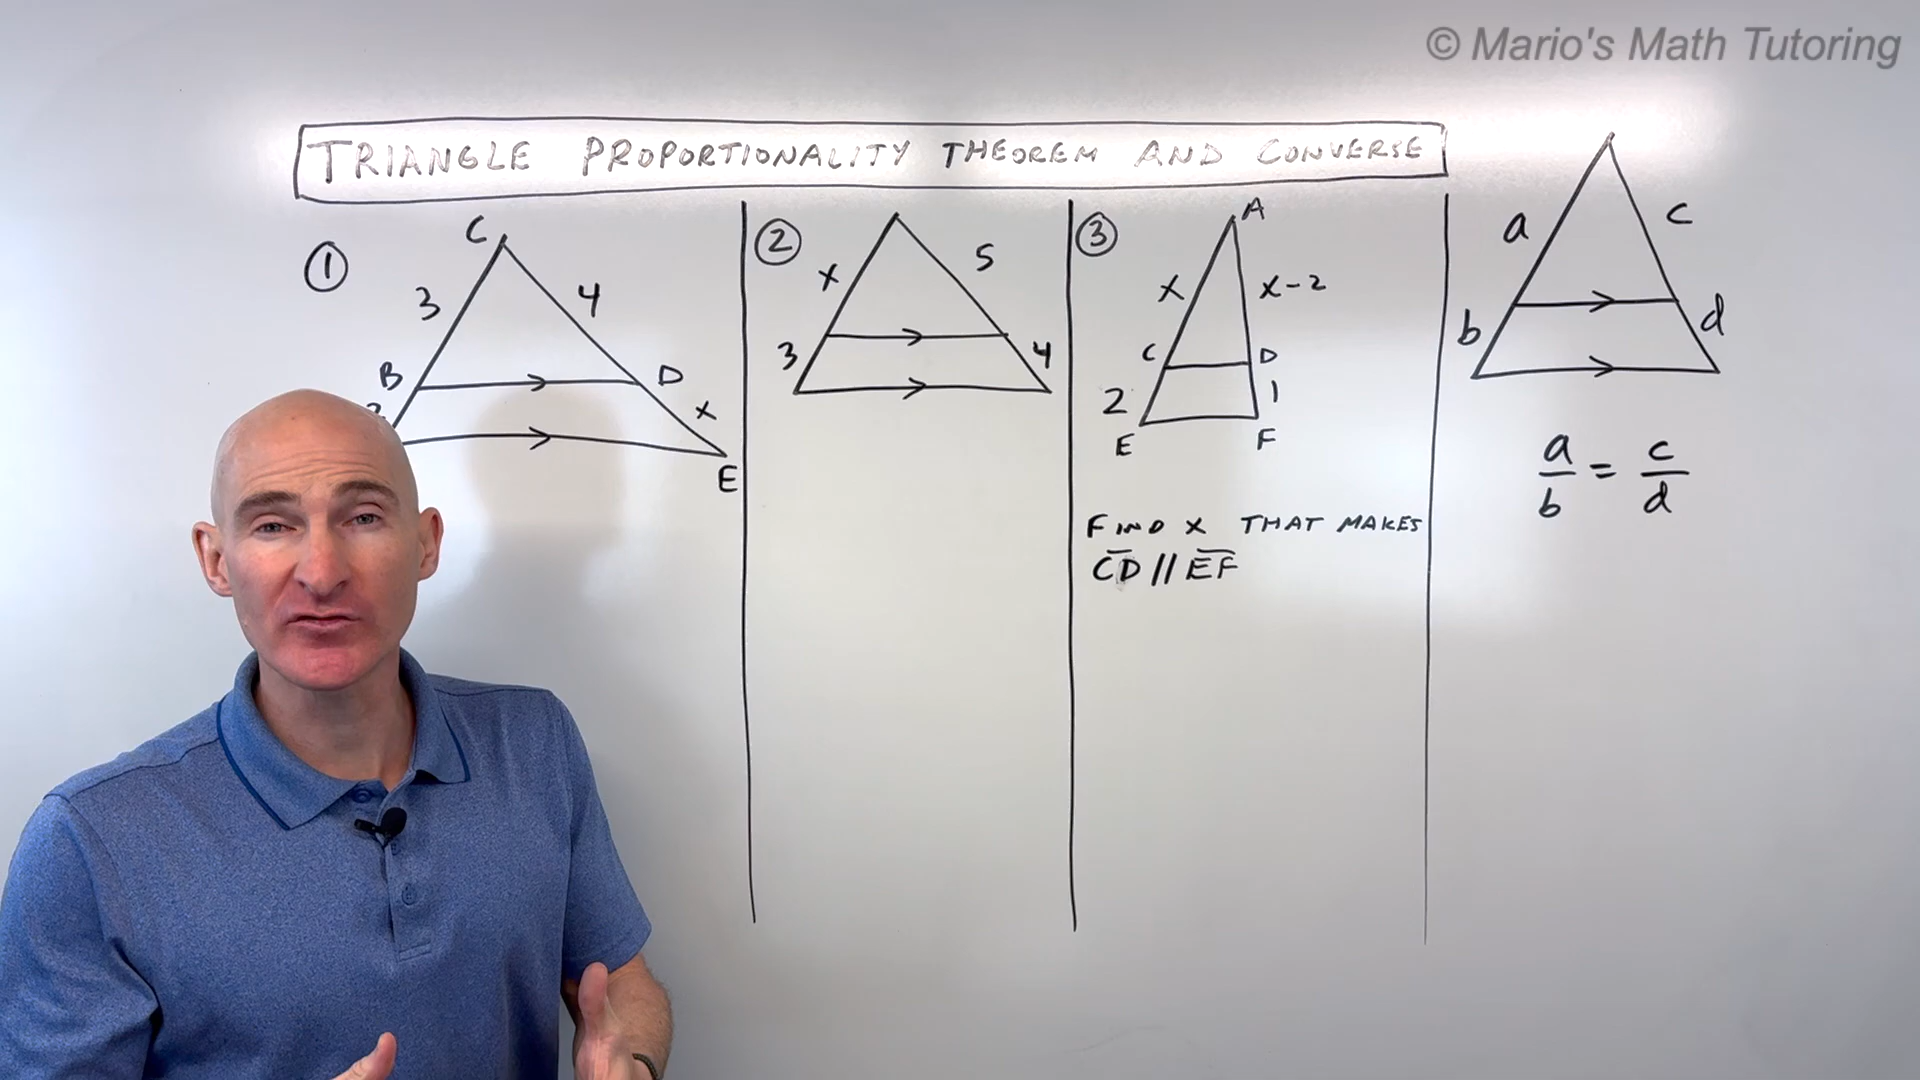 © Mario's Math Tutoring
TRIANGLE PROPORTIONALITY THEOREM AND CONVERSE
①
C
3
4
B
D
x
E
②
x
5
3
4
③
A
x
x-2
C
D
2
1
E
F
FIND x THAT MAKES
CD // EF
a
c
b
d
a/b = c/d